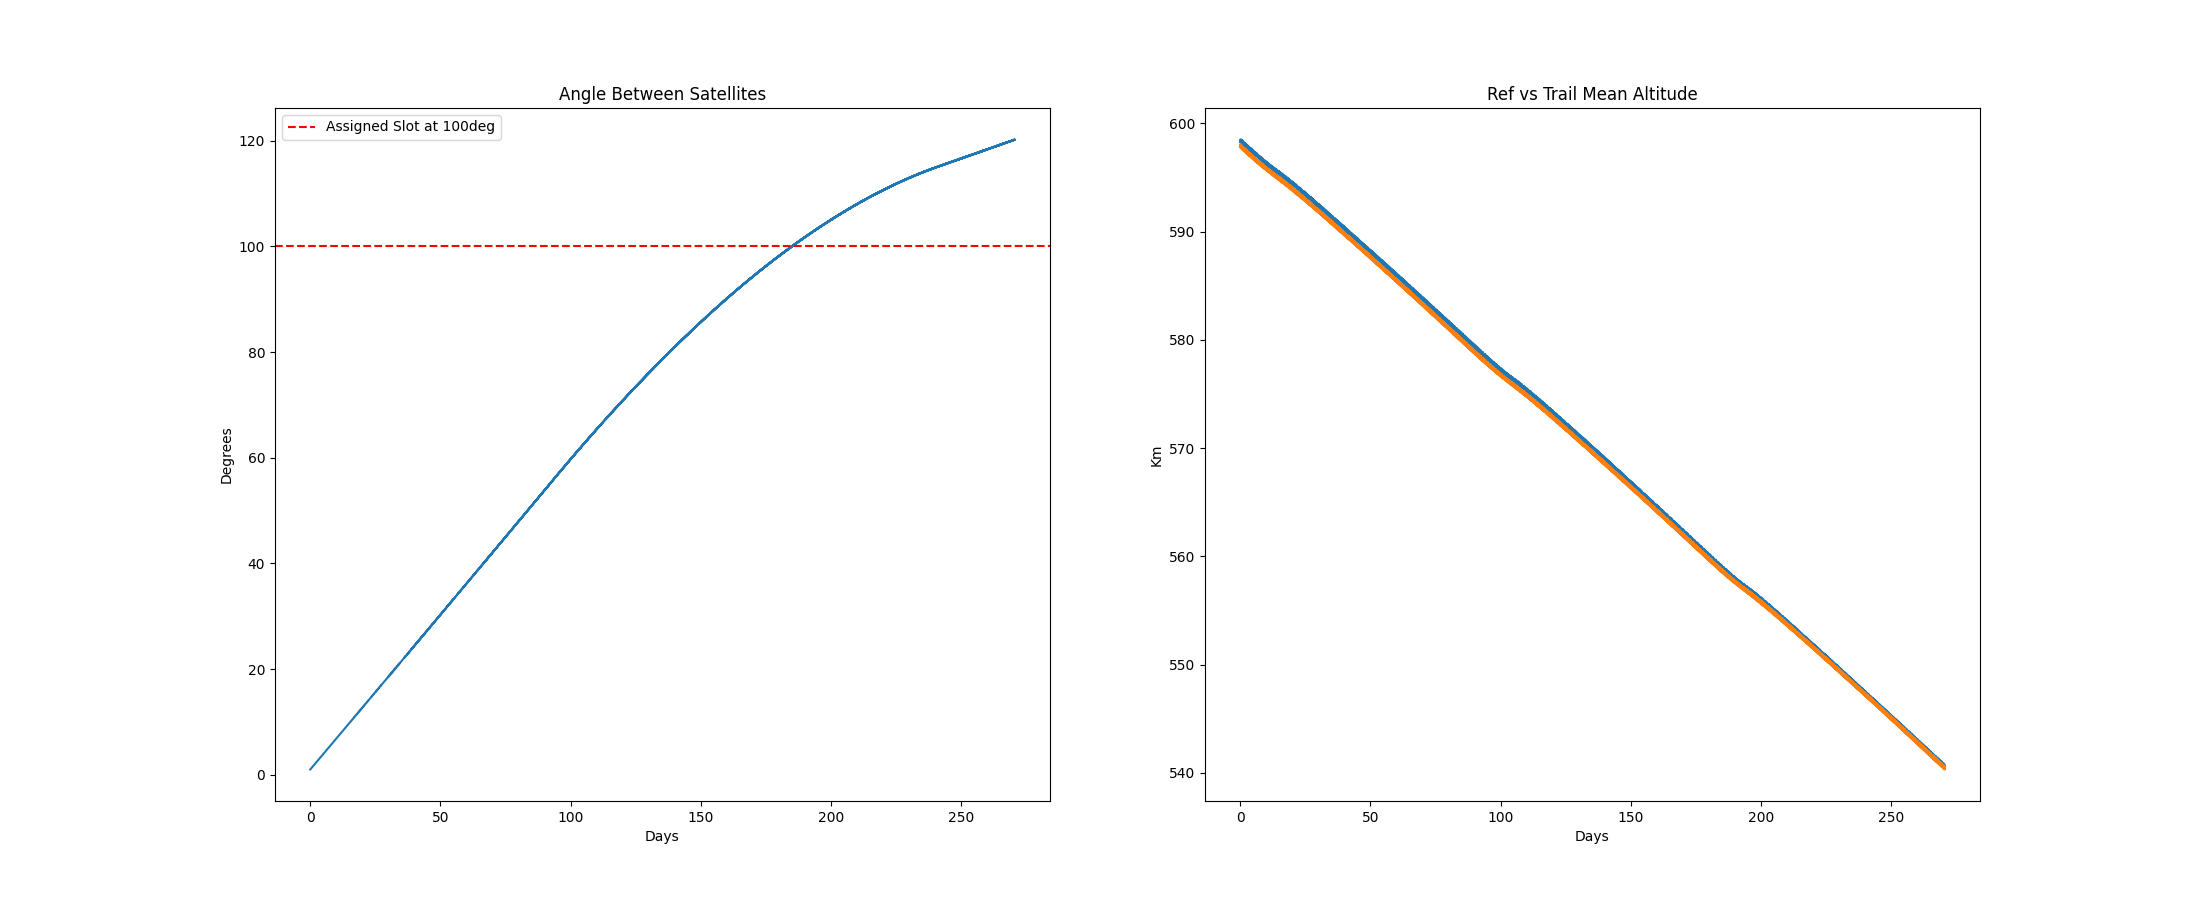 Angle Between Satellites
Assigned Slot at 100deg
Degrees
120
100
80
60
40
20
0
0 50 100 150 200 250
Days
Ref vs Trail Mean Altitude
Km
600
590
580
570
560
550
540
0 50 100 150 200 250
Days